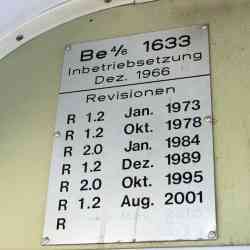 Be 4/6 1633
Inbetriebsetzung
Dez. 1966
Revisionen
R 1.2 Jan. 1973
R 1.2 Okt. 1978
R 2.0 Jan. 1984
R 1.2 Dez. 1989
R 2.0 Okt. 1995
R 1.2 Aug. 2001
R